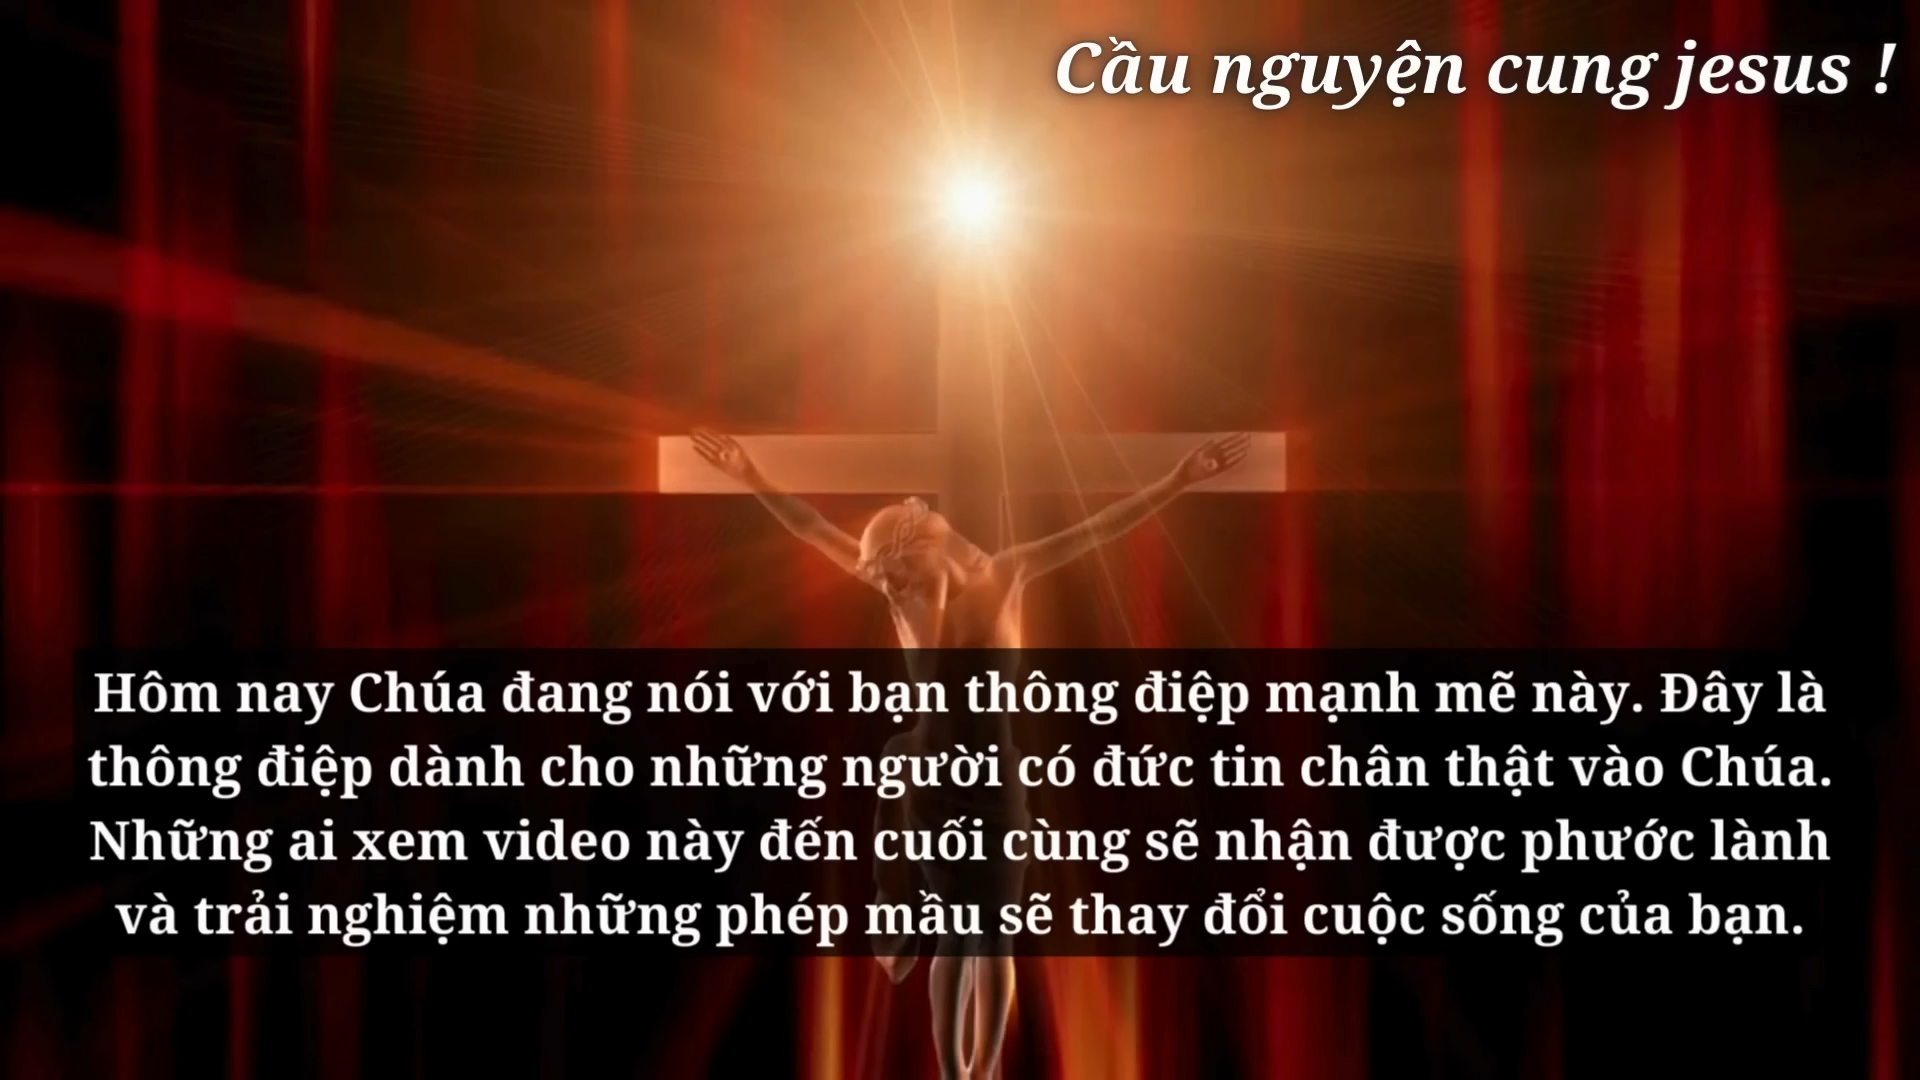 Cầu nguyện cung jesus !
Hôm nay Chúa đang nói với bạn thông điệp mạnh mẽ này. Đây là
thông điệp dành cho những người có đức tin chân thật vào Chúa.
Những ai xem video này đến cuối cùng sẽ nhận được phước lành
và trải nghiệm những phép mầu sẽ thay đổi cuộc sống của bạn.